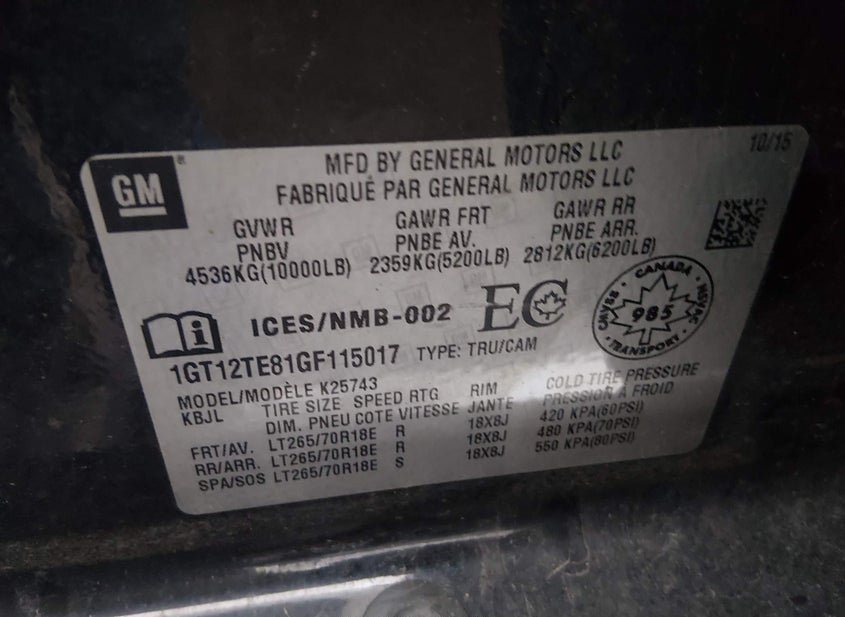 GM
MFD BY GENERAL MOTORS LLC
10/15
FABRIQUÉ PAR GENERAL MOTORS LLC
GVWR GAWR FRT GAWR RR
PNBV PNBE AV. PNBE ARR.
4536KG(10000LB) 2359KG(5200LB) 2812KG(6200LB)
ICES/NMB-002 EC
CANADA
985
TRANSPORT
1GT12TE81GF115017 TYPE: TRU/CAM
MODEL/MODÈLE K25743
KBJL TIRE SIZE SPEED RTG RIM COLD TIRE PRESSURE
DIM. PNEU COTE VITESSE JANTE PRESSION À FROID
FRT/AV. LT265/70R18E R 18X8J 420 KPA(60PSI)
RR/ARR. LT265/70R18E R 18X8J 480 KPA(70PSI)
SPA/SOS LT265/70R18E S 18X8J 550 KPA(80PSI)